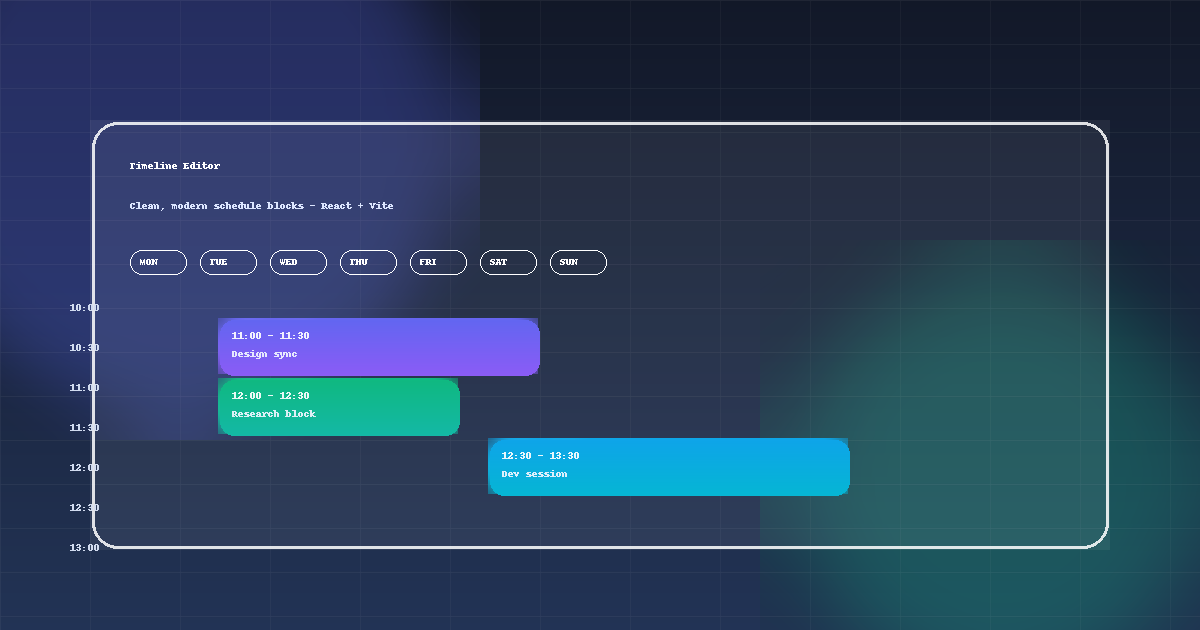 Timeline Editor
Clean, modern schedule blocks - React + Vite
MON TUE WED THU FRI SAT SUN
10:00
11:00 - 11:30
10:30
Design sync
11:00
12:00 - 12:30
Research block
11:30
12:30 - 13:30
12:00
Dev session
12:30
13:00